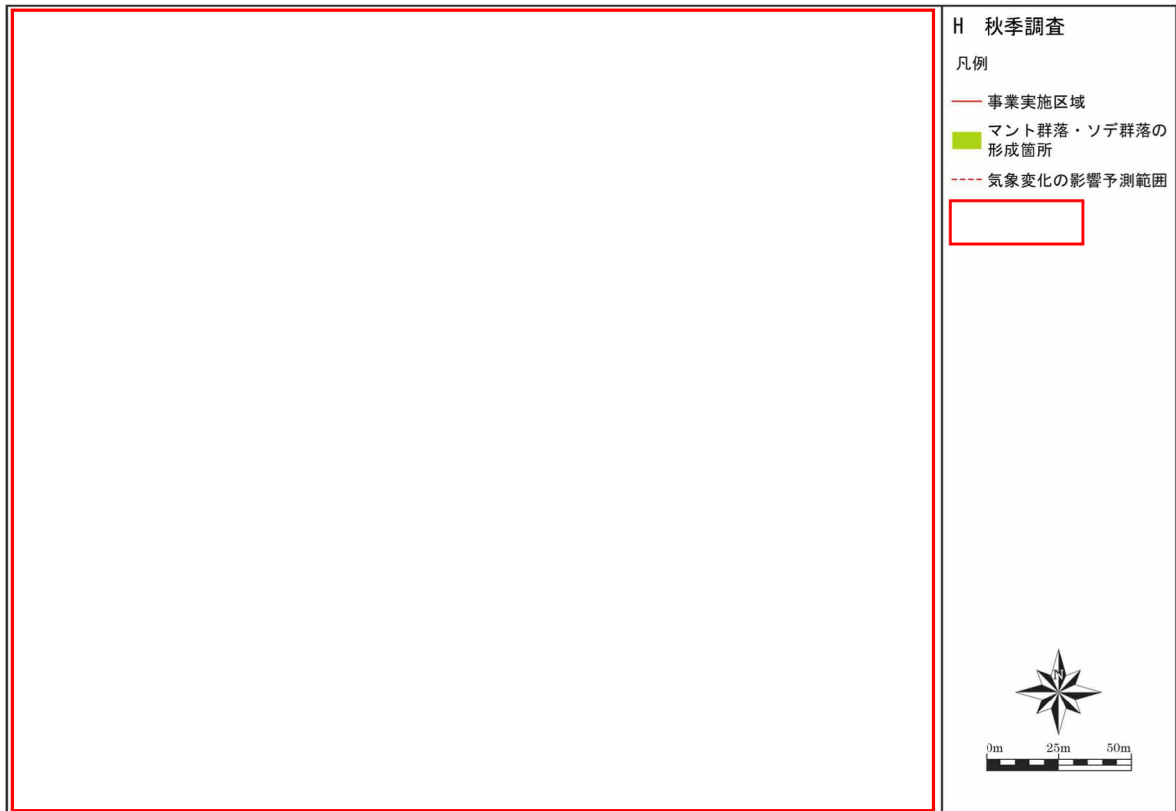 H 秋季調査
凡例
事業実施区域
マント群落・ソデ群落の
形成箇所
気象変化の影響予測範囲
N
0m 25m 50m